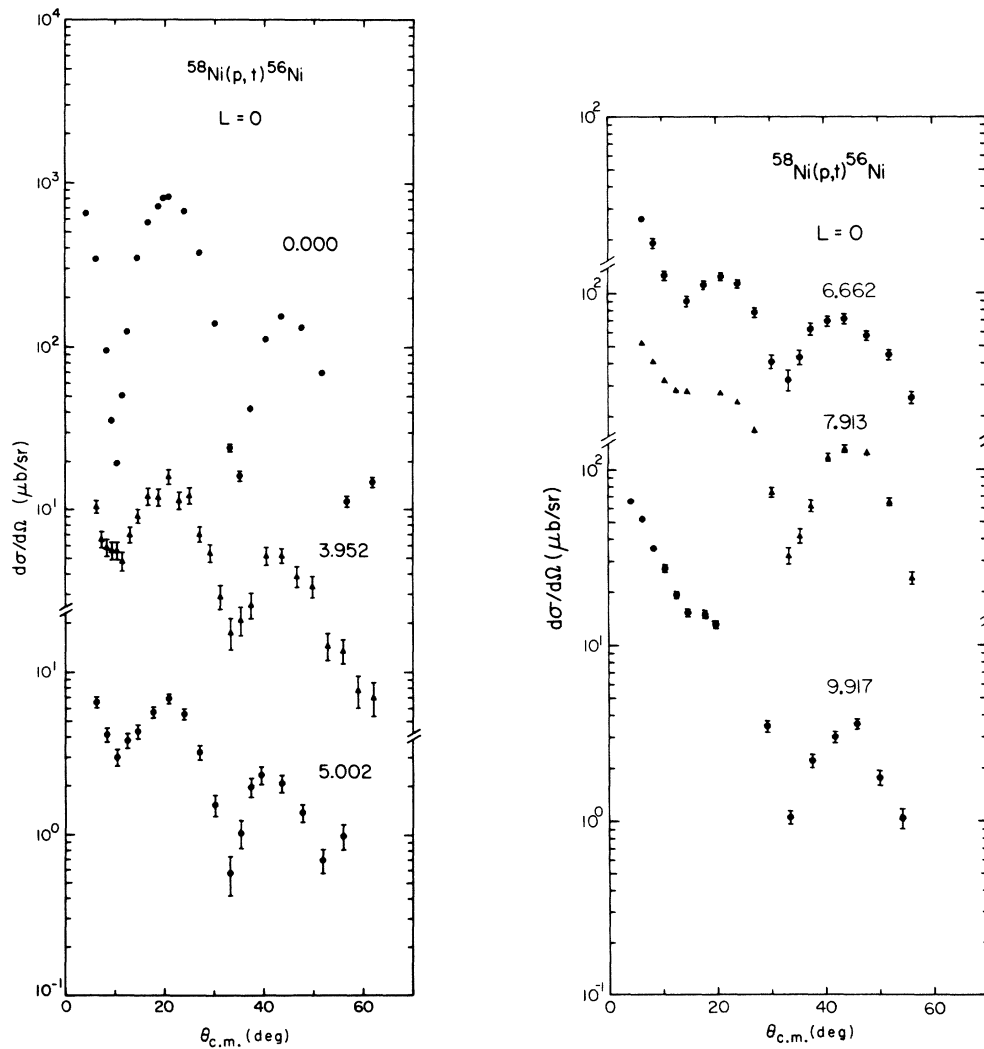 ⁵⁸Ni(p,t)⁵⁶Ni
L = 0
10⁴
10³
10²
10¹
10¹
10⁰
10⁻¹
0.000
3.952
5.002
dσ/dΩ (μb/sr)
0 20 40 60
θc.m. (deg)
⁵⁸Ni(p,t)⁵⁶Ni
L = 0
10²
10²
10²
10¹
10⁰
10⁻¹
6.662
7.913
9.917
dσ/dΩ (μb/sr)
0 20 40 60
θc.m. (deg)